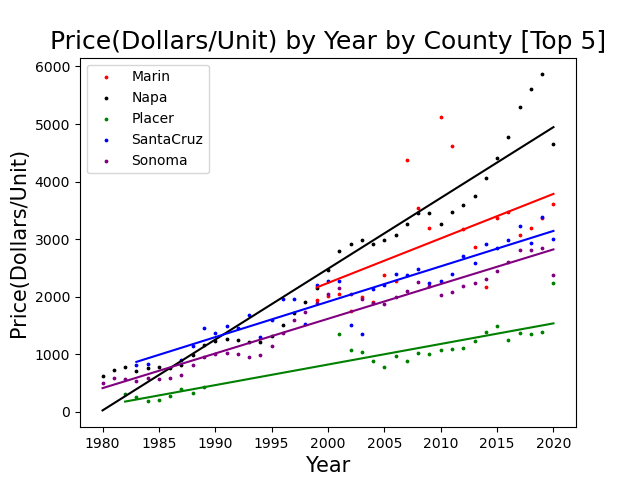 Price(Dollars/Unit) by Year by County [Top 5]
Price(Dollars/Unit)
6000
5000
4000
3000
2000
1000
0
Marin
Napa
Placer
SantaCruz
Sonoma
1980 1985 1990 1995 2000 2005 2010 2015 2020
Year